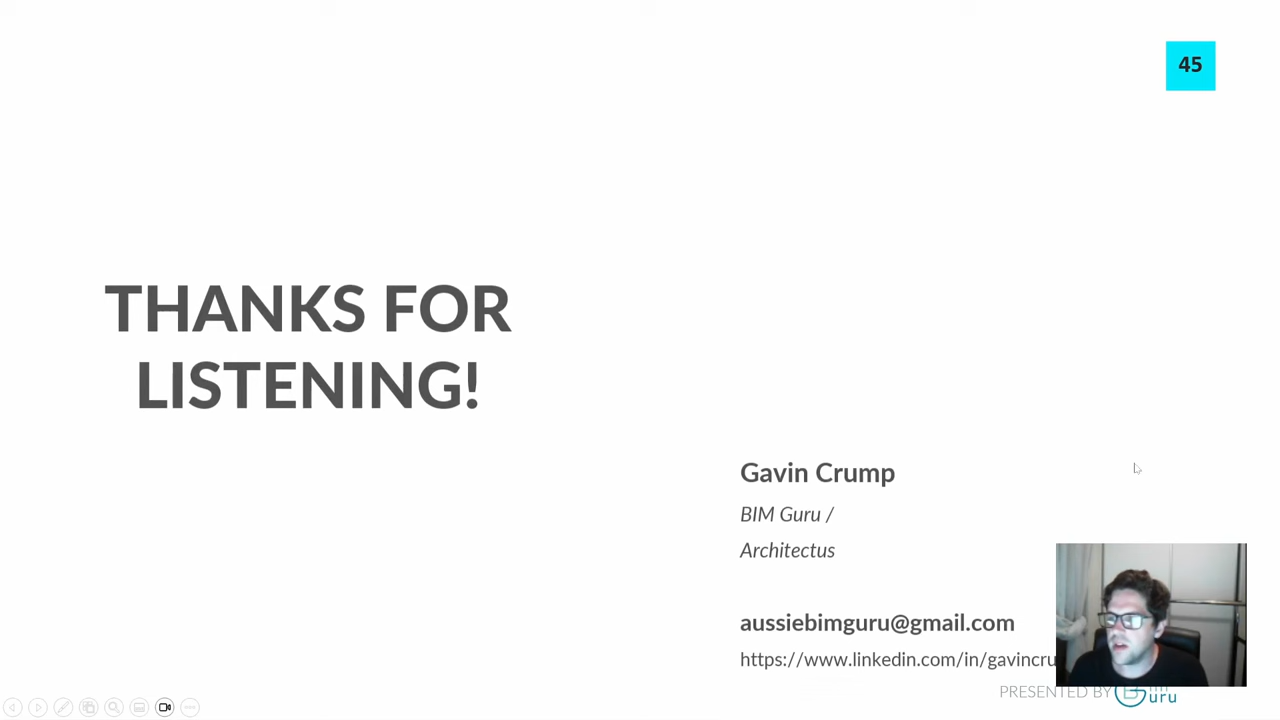 45
THANKS FOR
LISTENING!
Gavin Crump
BIM Guru /
Architectus
aussiebimguru@gmail.com
https://www.linkedin.com/in/gavincru
PRESENTED BY Guru